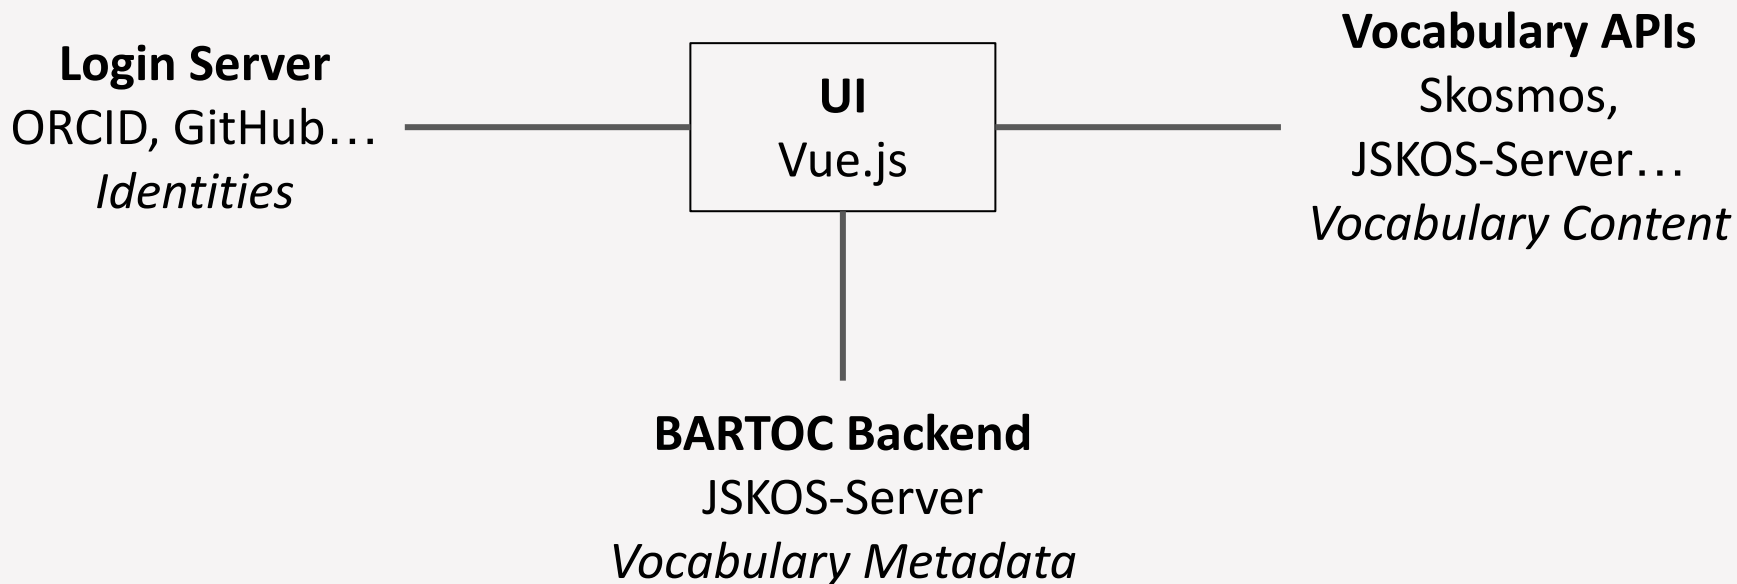 Login Server
ORCID, GitHub…
Identities
UI
Vue.js
Vocabulary APIs
Skosmos,
JSKOS-Server…
Vocabulary Content
BARTOC Backend
JSKOS-Server
Vocabulary Metadata